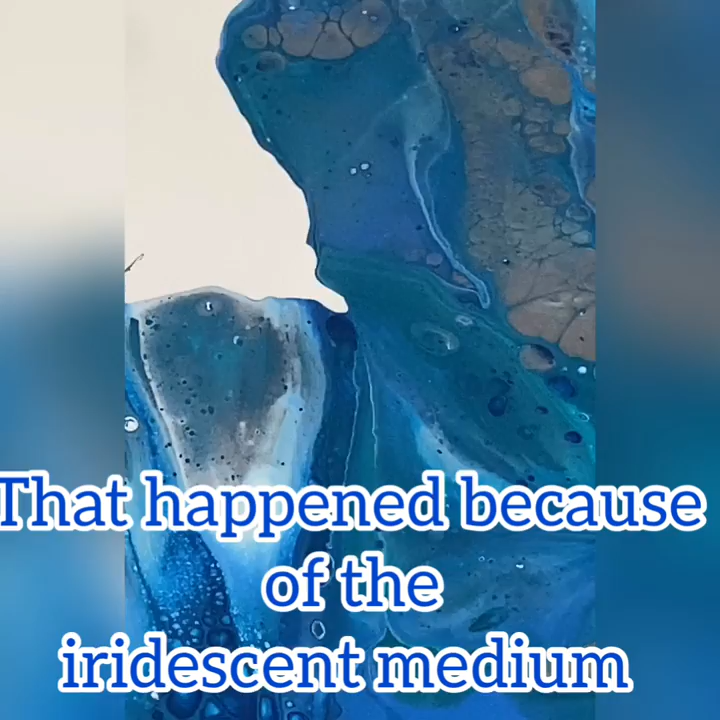 That happened because
of the
iridescent medium